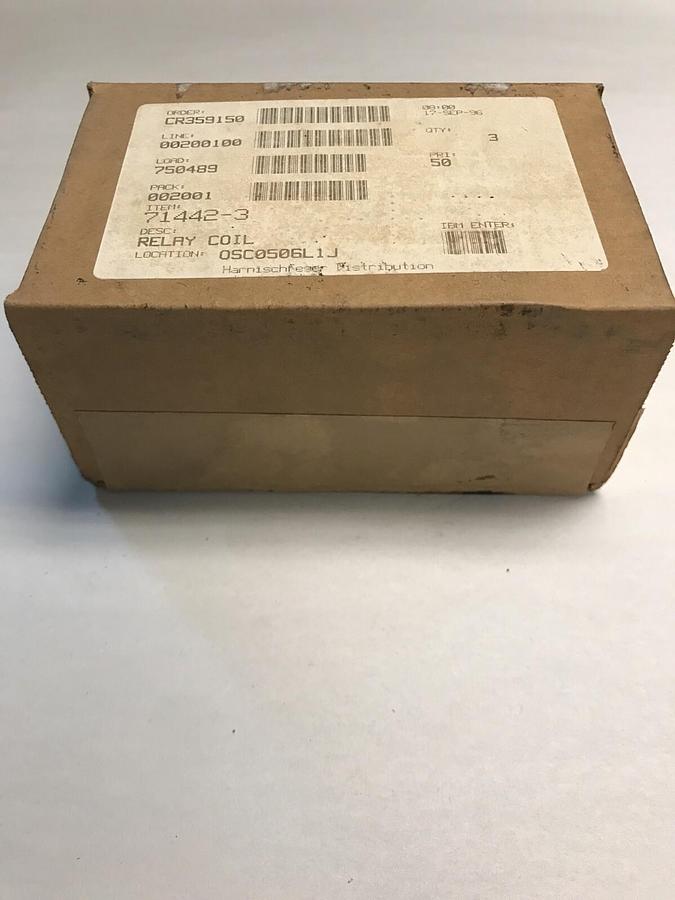 ORDER:
CR359150
08:00
17-SEP-96
LINE:
00200100
QTY:
3
LOAD:
750489
PRI:
50
PACK:
002001
ITEM:
71442-3
DESC:
RELAY COIL
IBM ENTER:
LOCATION: OSC0506L1J
Harnischfeger Distribution